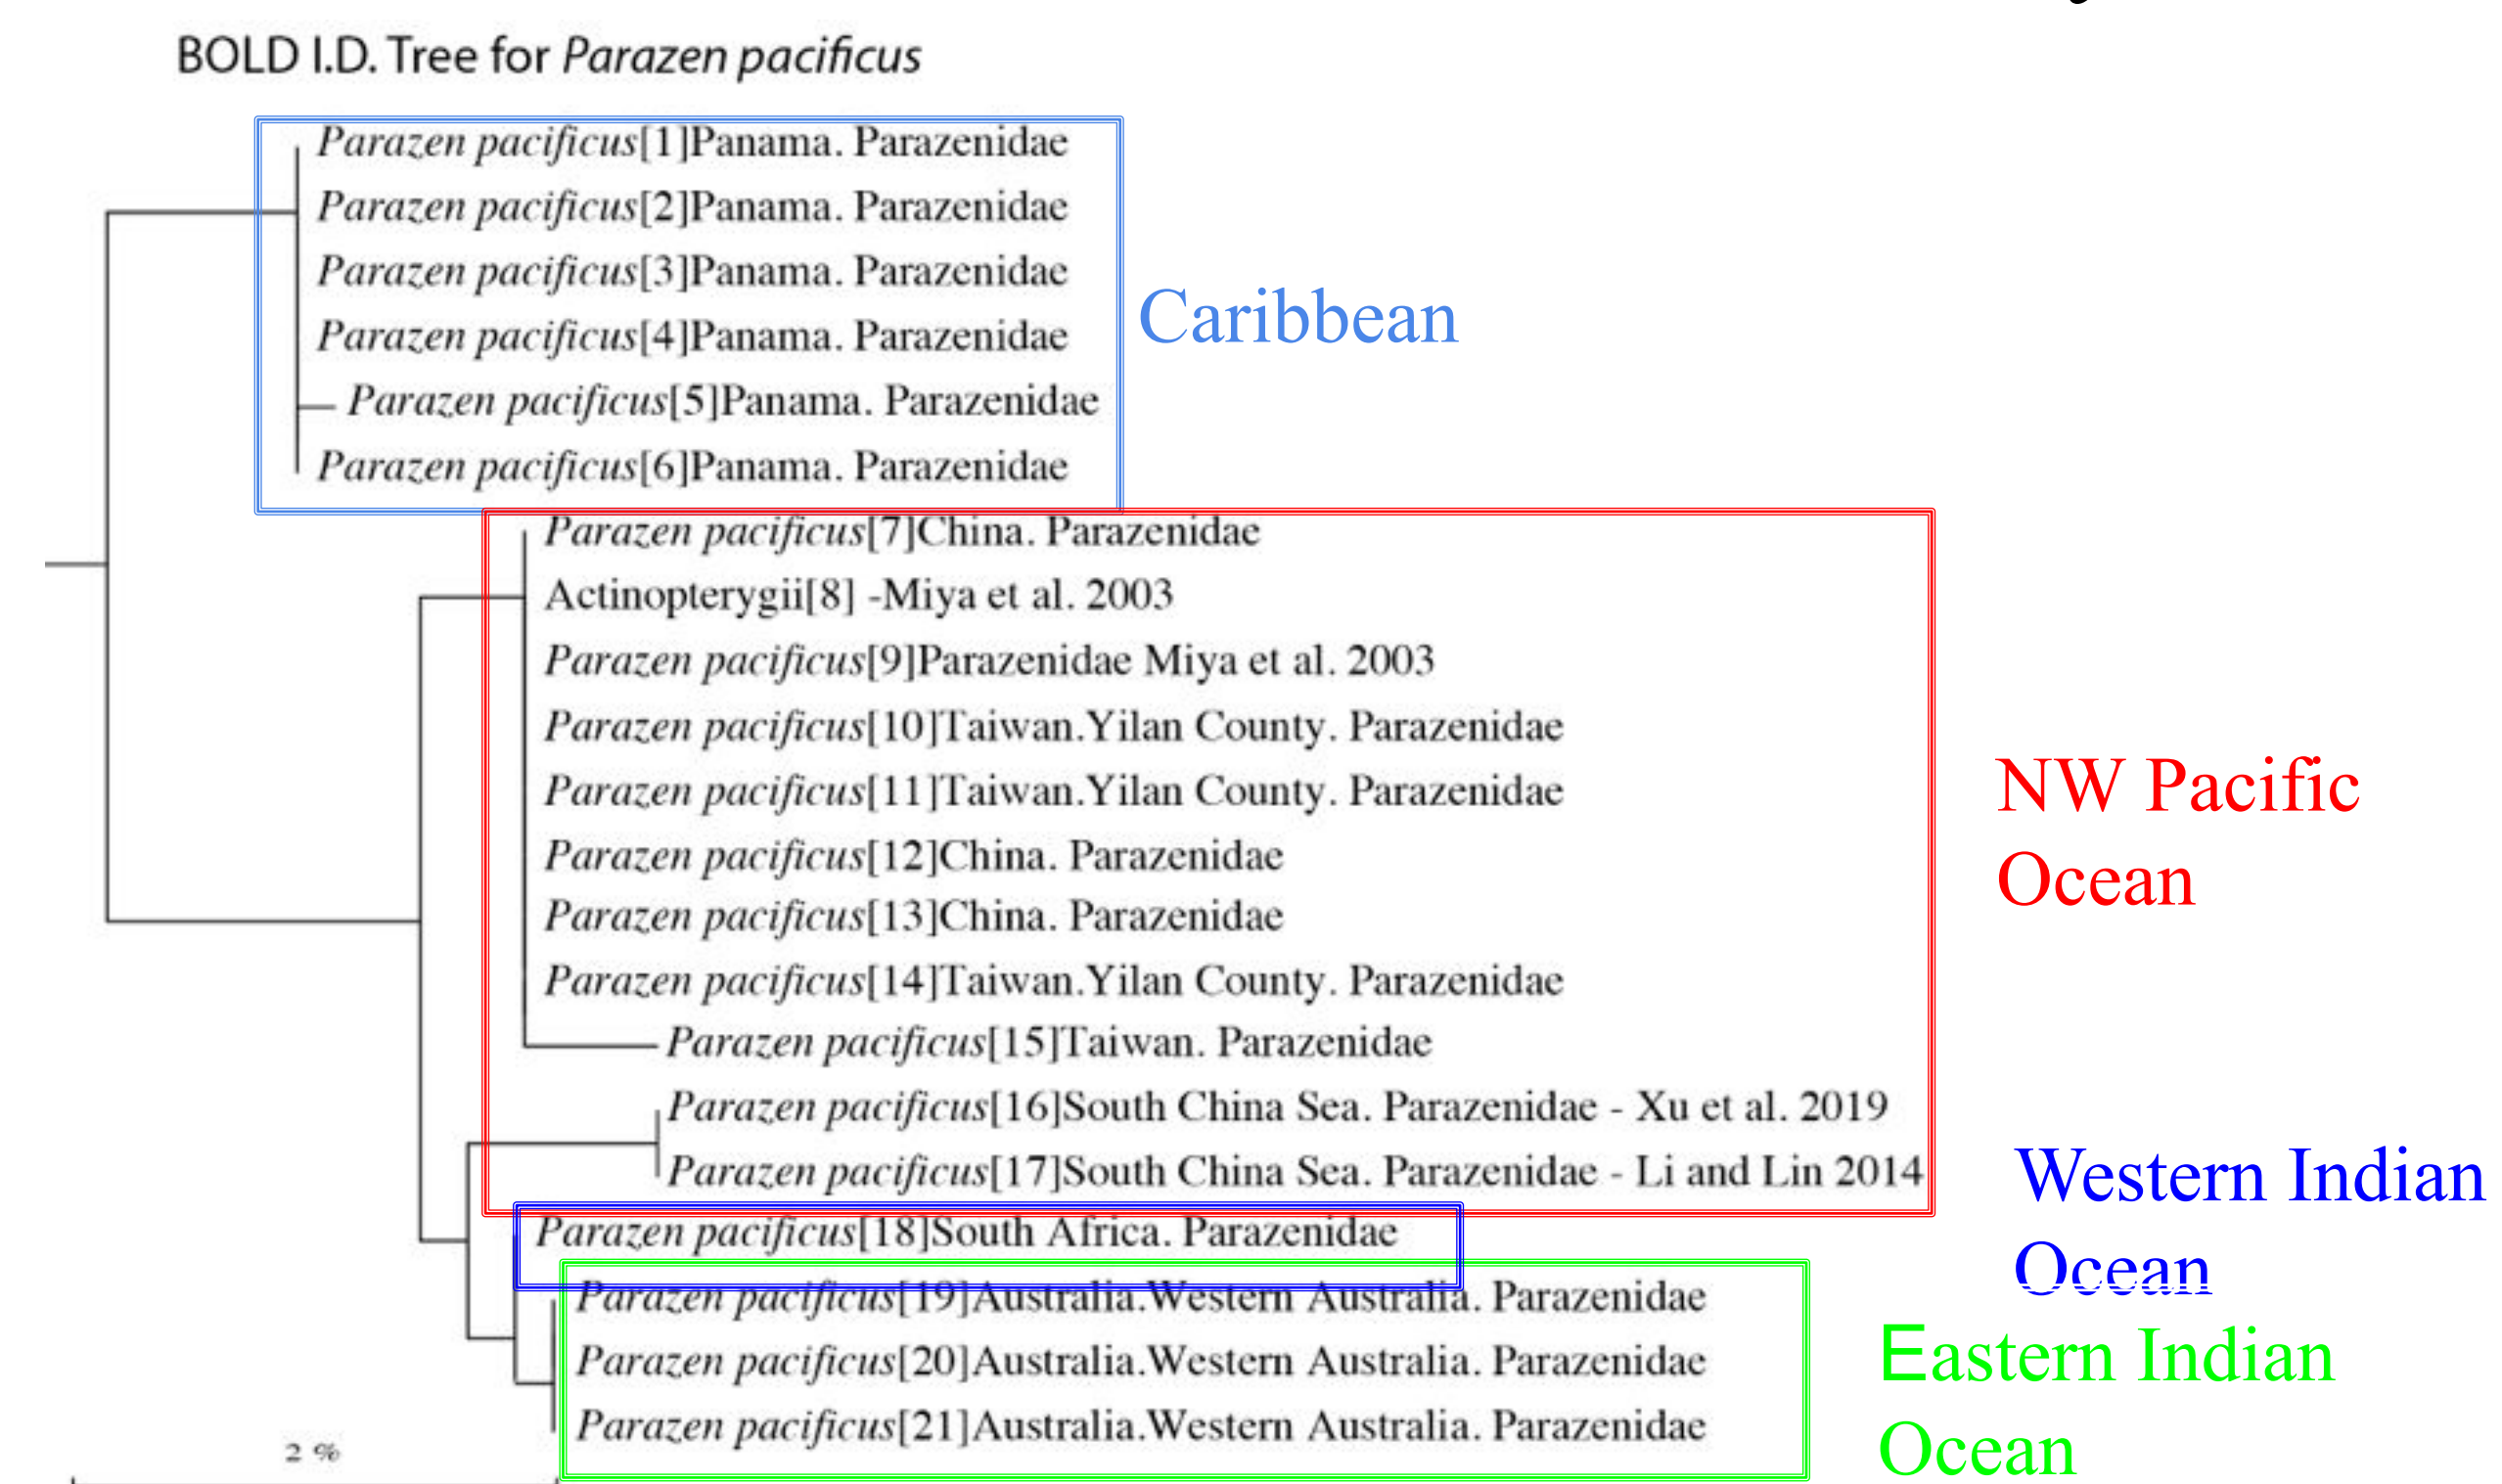 BOLD I.D. Tree for Parazen pacificus
Parazen pacificus[1]Panama. Parazenidae
Parazen pacificus[2]Panama. Parazenidae
Parazen pacificus[3]Panama. Parazenidae
Parazen pacificus[4]Panama. Parazenidae
Parazen pacificus[5]Panama. Parazenidae
Parazen pacificus[6]Panama. Parazenidae
Caribbean
Parazen pacificus[7]China. Parazenidae
Actinopterygii[8] -Miya et al. 2003
Parazen pacificus[9]Parazenidae Miya et al. 2003
Parazen pacificus[10]Taiwan.Yilan County. Parazenidae
Parazen pacificus[11]Taiwan.Yilan County. Parazenidae
Parazen pacificus[12]China. Parazenidae
Parazen pacificus[13]China. Parazenidae
Parazen pacificus[14]Taiwan.Yilan County. Parazenidae
Parazen pacificus[15]Taiwan. Parazenidae
Parazen pacificus[16]South China Sea. Parazenidae - Xu et al. 2019
Parazen pacificus[17]South China Sea. Parazenidae - Li and Lin 2014
NW Pacific
Ocean
Parazen pacificus[18]South Africa. Parazenidae
Western Indian
Ocean
Parazen pacificus[19]Australia.Western Australia. Parazenidae
Parazen pacificus[20]Australia.Western Australia. Parazenidae
Parazen pacificus[21]Australia.Western Australia. Parazenidae
Eastern Indian
Ocean
2 %